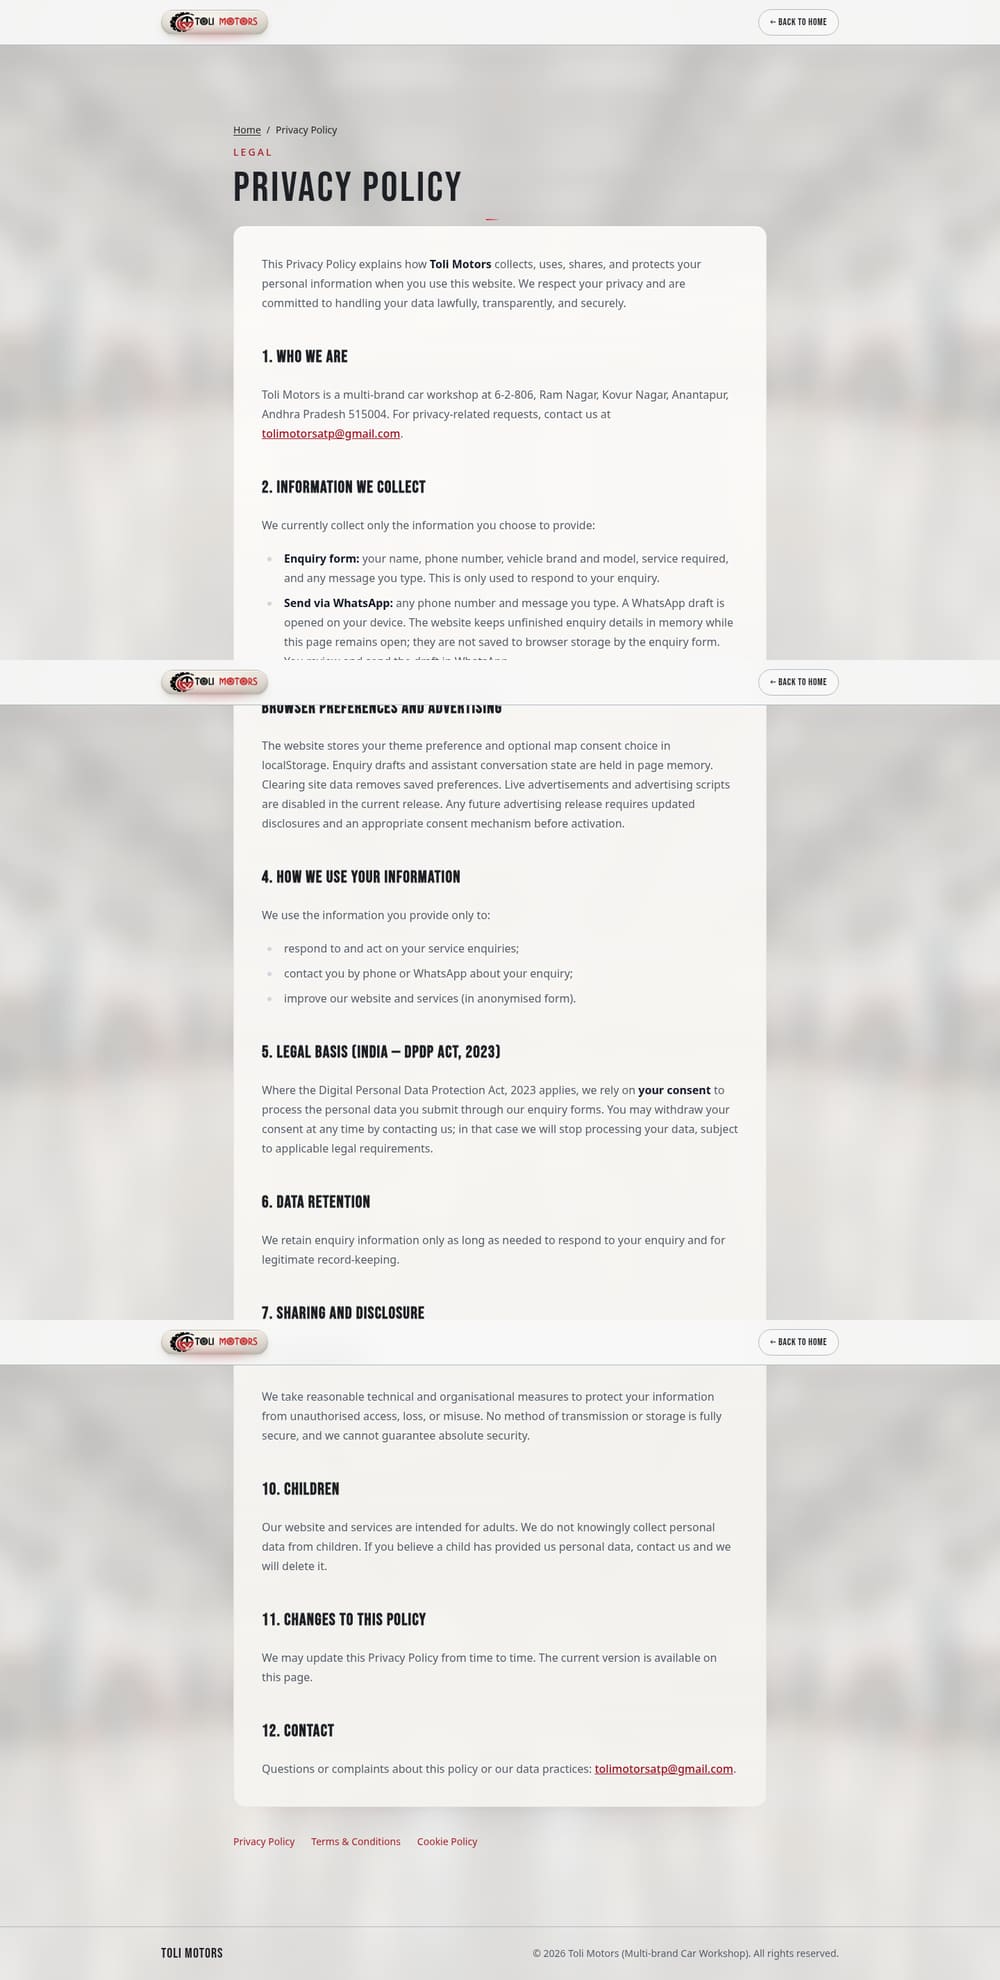 TOLI MOTORS
← BACK TO HOME
Home / Privacy Policy
LEGAL
PRIVACY POLICY
This Privacy Policy explains how Toli Motors collects, uses, shares, and protects your
personal information when you use this website. We respect your privacy and are
committed to handling your data lawfully, transparently, and securely.
1. WHO WE ARE
Toli Motors is a multi-brand car workshop at 6-2-806, Ram Nagar, Kovur Nagar, Anantapur,
Andhra Pradesh 515004. For privacy-related requests, contact us at
tolimotorsatp@gmail.com.
2. INFORMATION WE COLLECT
We currently collect only the information you choose to provide:
Enquiry form: your name, phone number, vehicle brand and model, service required,
and any message you type. This is only used to respond to your enquiry.
Send via WhatsApp: any phone number and message you type. A WhatsApp draft is
opened on your device. The website keeps unfinished enquiry details in memory while
this page remains open; they are not saved to browser storage by the enquiry form.
You review and send the draft in WhatsApp.
TOLI MOTORS
← BACK TO HOME
BROWSER PREFERENCES AND ADVERTISING
The website stores your theme preference and optional map consent choice in
localStorage. Enquiry drafts and assistant conversation state are held in page memory.
Clearing site data removes saved preferences. Live advertisements and advertising scripts
are disabled in the current release. Any future advertising release requires updated
disclosures and an appropriate consent mechanism before activation.
4. HOW WE USE YOUR INFORMATION
We use the information you provide only to:
respond to and act on your service enquiries;
contact you by phone or WhatsApp about your enquiry;
improve our website and services (in anonymised form).
5. LEGAL BASIS (INDIA – DPDP ACT, 2023)
Where the Digital Personal Data Protection Act, 2023 applies, we rely on your consent to
process the personal data you submit through our enquiry forms. You may withdraw your
consent at any time by contacting us; in that case we will stop processing your data, subject
to applicable legal requirements.
6. DATA RETENTION
We retain enquiry information only as long as needed to respond to your enquiry and for
legitimate record-keeping.
7. SHARING AND DISCLOSURE
TOLI MOTORS
← BACK TO HOME
We take reasonable technical and organisational measures to protect your information
from unauthorised access, loss, or misuse. No method of transmission or storage is fully
secure, and we cannot guarantee absolute security.
10. CHILDREN
Our website and services are intended for adults. We do not knowingly collect personal
data from children. If you believe a child has provided us personal data, contact us and we
will delete it.
11. CHANGES TO THIS POLICY
We may update this Privacy Policy from time to time. The current version is available on
this page.
12. CONTACT
Questions or complaints about this policy or our data practices: tolimotorsatp@gmail.com.
Privacy Policy Terms & Conditions Cookie Policy
TOLI MOTORS
© 2026 Toli Motors (Multi-brand Car Workshop). All rights reserved.